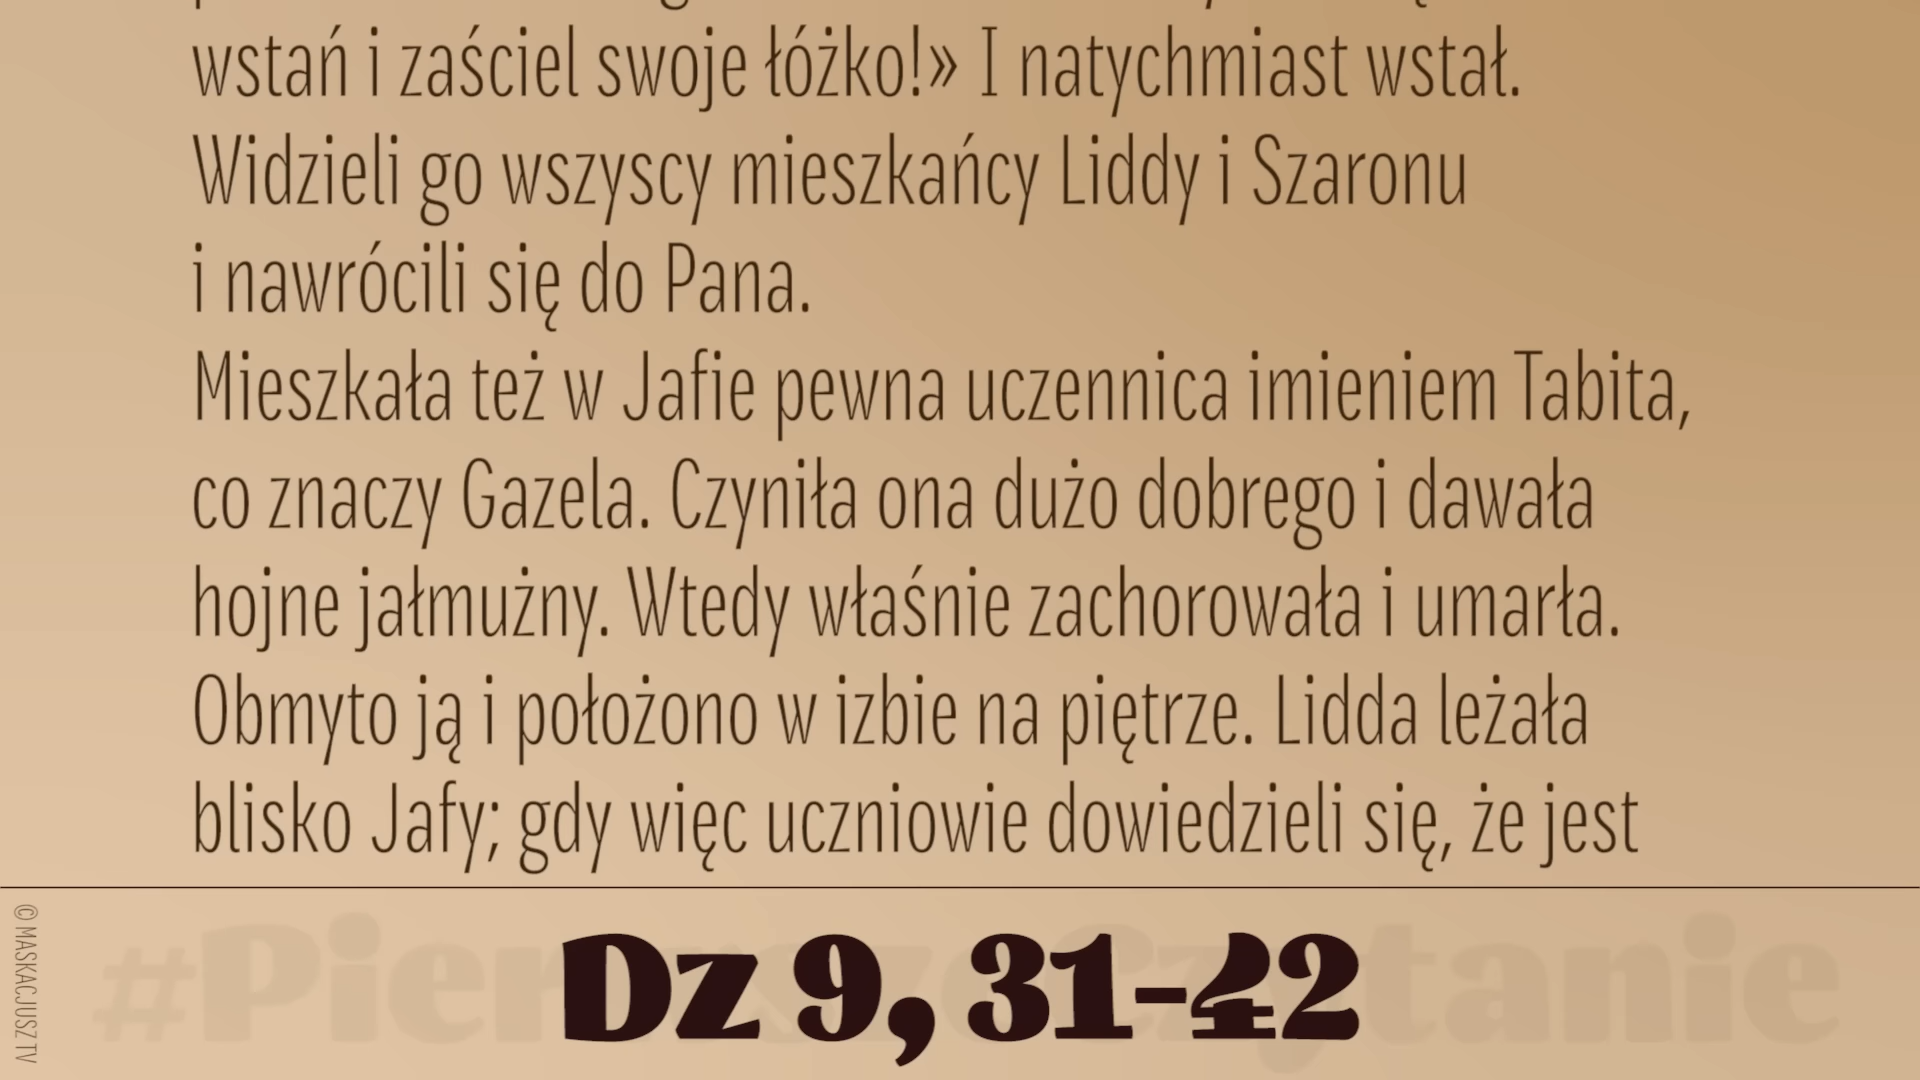 wstań i zaściel swoje łóżko!» I natychmiast wstał.
Widzieli go wszyscy mieszkańcy Liddy i Szaronu
i nawrócili się do Pana.
Mieszkała też w Jafie pewna uczennica imieniem Tabita,
co znaczy Gazela. Czyniła ona dużo dobrego i dawała
hojne jałmużny. Wtedy właśnie zachorowała i umarła.
Obmyto ją i położono w izbie na piętrze. Lidda leżała
blisko Jafy; gdy więc uczniowie dowiedzieli się, że jest
#PierwszeCzytanie
Dz 9, 31-42
© MASKACJUSZ TV